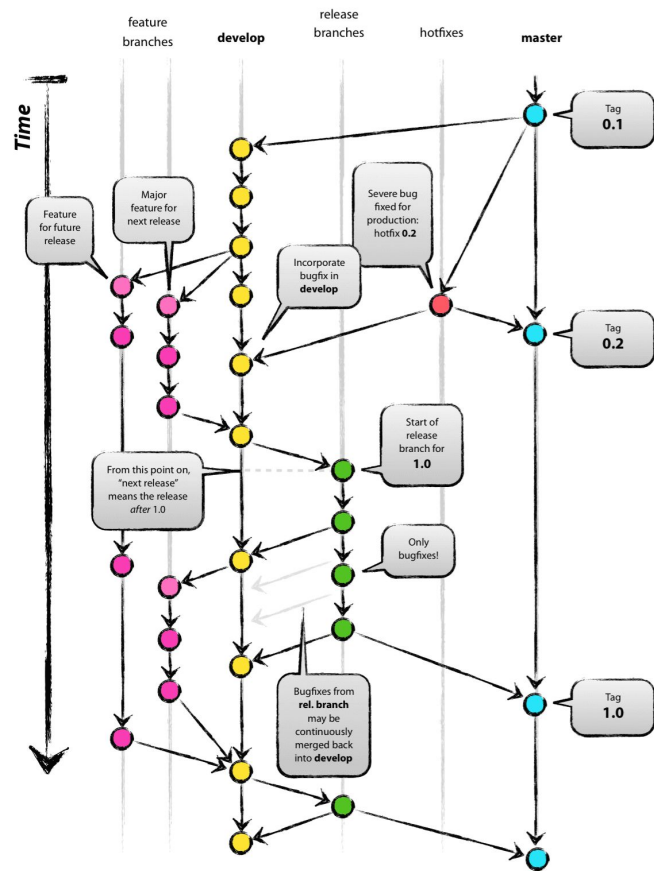 feature
branches
develop
release
branches
hotfixes
master
Time
Tag
0.1
Major
feature for
next release
Severe bug
fixed for
production:
hotfix 0.2
Feature
for future
release
Incorporate
bugfix in
develop
Tag
0.2
Start of
release
branch for
1.0
From this point on,
“next release”
means the release
after 1.0
Only
bugfixes!
Bugfixes from
rel. branch
may be
continuously
merged back
into develop
Tag
1.0